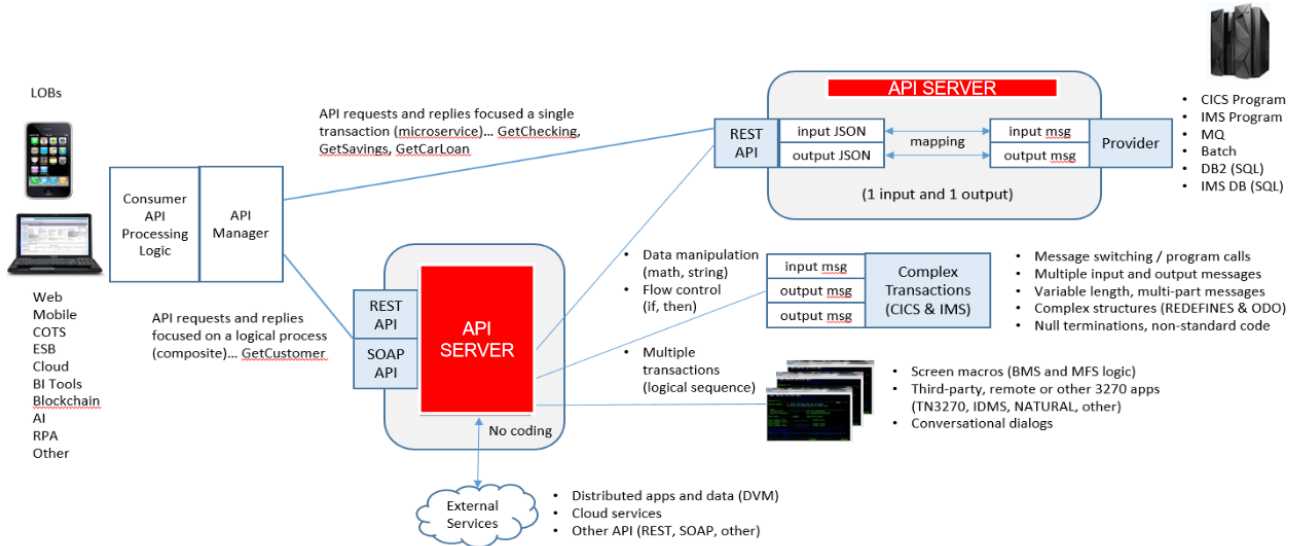 LOBs
Web
Mobile
COTS
ESB
Cloud
BI Tools
Blockchain
AI
RPA
Other
Consumer
API
Processing
Logic
API
Manager
API requests and replies focused a single
transaction (microservice)... GetChecking,
GetSavings, GetCarLoan
API requests and replies
focused on a logical process
(composite)... GetCustomer
REST
API
SOAP
API
API
SERVER
No coding
External
Services
• Distributed apps and data (DVM)
• Cloud services
• Other API (REST, SOAP, other)
• Data manipulation
(math, string)
• Flow control
(if, then)
• Multiple
transactions
(logical sequence)
API SERVER
REST
API
input JSON
output JSON
mapping
input msg
output msg
Provider
(1 input and 1 output)
• CICS Program
• IMS Program
• MQ
• Batch
• DB2 (SQL)
• IMS DB (SQL)
input msg
output msg
output msg
Complex
Transactions
(CICS & IMS)
• Message switching / program calls
• Multiple input and output messages
• Variable length, multi-part messages
• Complex structures (REDEFINES & ODO)
• Null terminations, non-standard code
• Screen macros (BMS and MFS logic)
• Third-party, remote or other 3270 apps
(TN3270, IDMS, NATURAL, other)
• Conversational dialogs